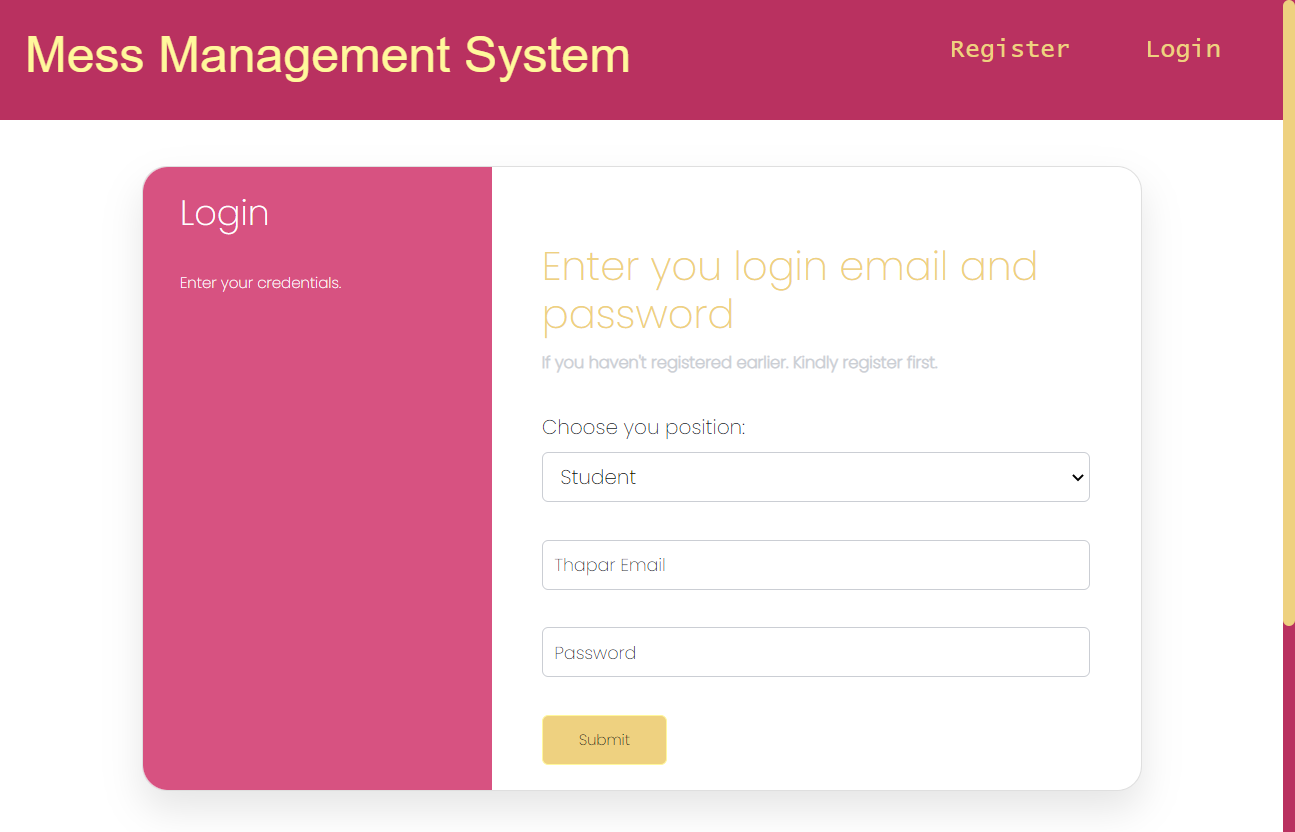 Mess Management System
Register
Login
Login
Enter your credentials.
Enter you login email and
password
If you haven't registered earlier. Kindly register first.
Choose you position:
Student
Thapar Email
Password
Submit